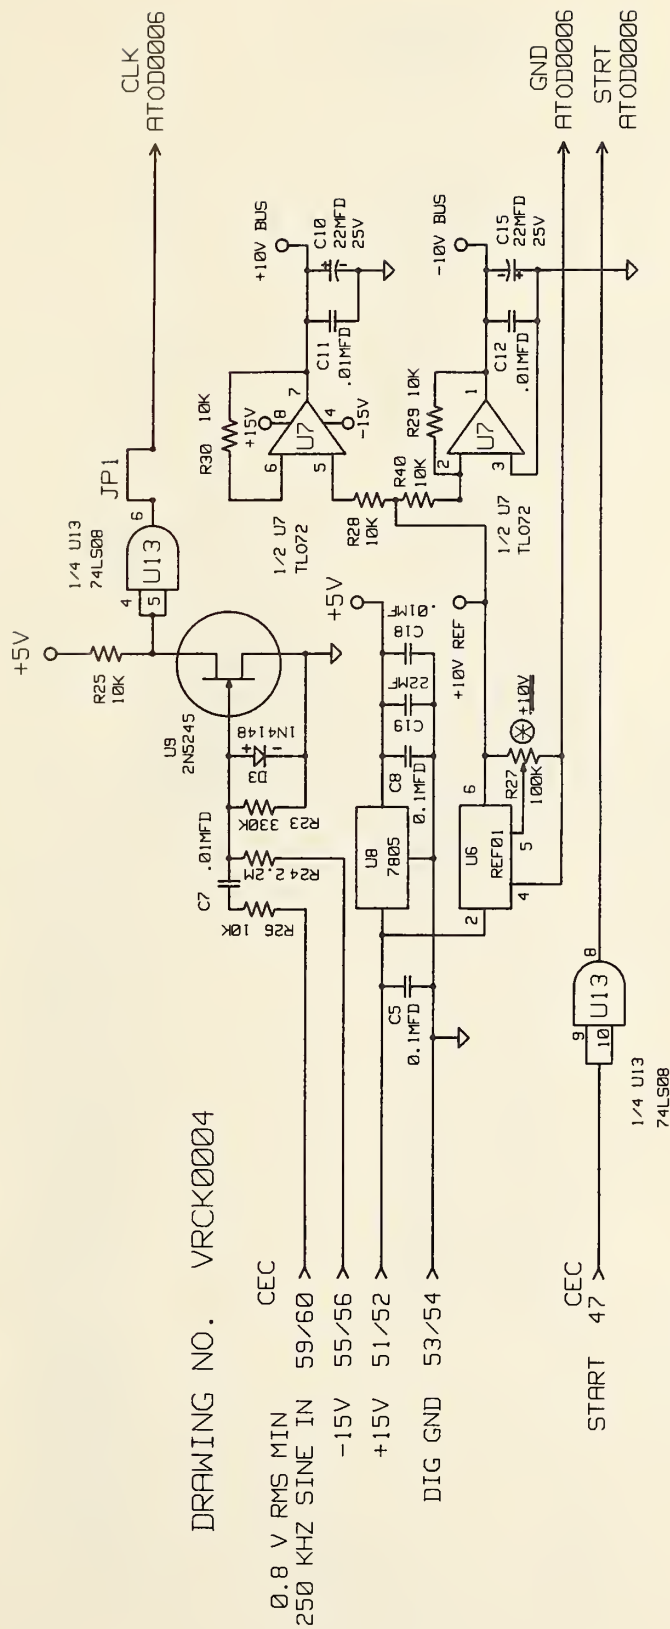 DRAWING NO. VRCK0004
CEC
0.8 V RMS MIN
250 KHZ SINE IN 59/60
-15V 55/56
+15V 51/52
DIG GND 53/54
CEC
START 47
R26 10K
C7
.01MFD
R24 2.2M
R23
330K
D3
1N4148
+
-
U9
2N5245
+5V
R25
10K
1/4 U13
74LS08
4
5
U13
6
JP1
CLK
ATOD0006
C5
0.1MFD
U8
7805
C8
0.1MFD
C19
22MF
C18
.01MF
+5V
2
U6
REF01
6
5
4
R27
100K
±10V
+10V REF
R28
10K
R40
10K
1/2 U7
TL072
R30 10K
+15V
8
6
5
U7
7
4
-15V
C11
.01MFD
+10V BUS
+
-
C10
22MFD
25V
1/2 U7
TL072
R29 10K
2
3
U7
1
C12
.01MFD
-10V BUS
-
+
C15
22MFD
25V
GND
ATOD0006
1/4 U13
74LS08
9
10
U13
8
STRT
ATOD0006